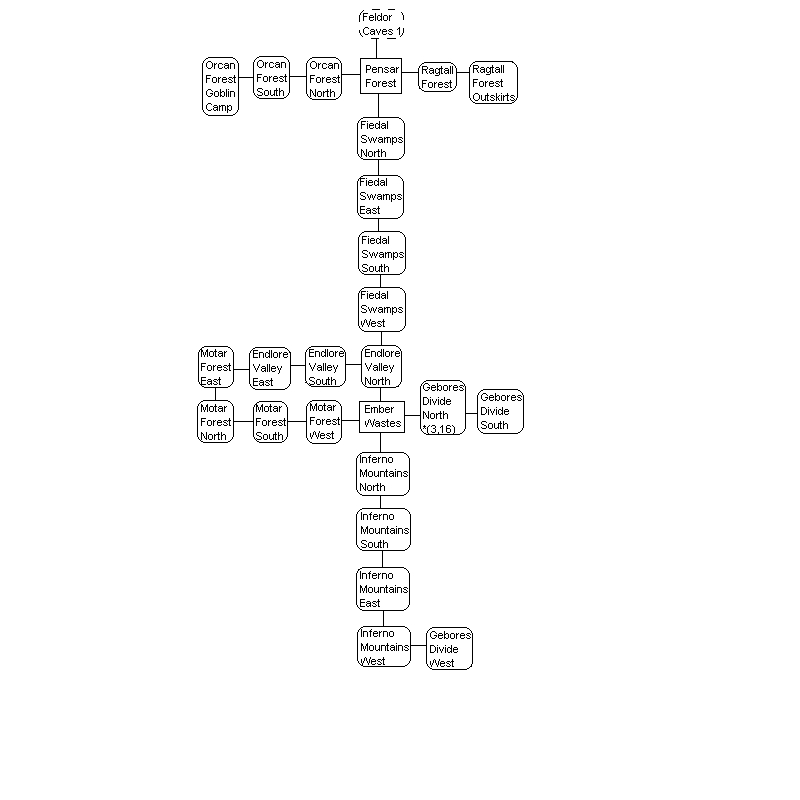 Feldor
(Caves 1)
Orcan
Forest
Goblin
Camp
Orcan
Forest
South
Orcan
Forest
North
Pensar
Forest
Ragtall
Forest
Ragtall
Forest
Outskirts
Fiedal
Swamps
North
Fiedal
Swamps
East
Fiedal
Swamps
South
Fiedal
Swamps
West
Motar
Forest
East
Endlore
Valley
East
Endlore
Valley
South
Endlore
Valley
North
Motar
Forest
North
Motar
Forest
South
Motar
Forest
West
Ember
Wastes
Gebores
Divide
North
*(3,16)
Gebores
Divide
South
Inferno
Mountains
North
Inferno
Mountains
South
Inferno
Mountains
East
Inferno
Mountains
West
Gebores
Divide
West